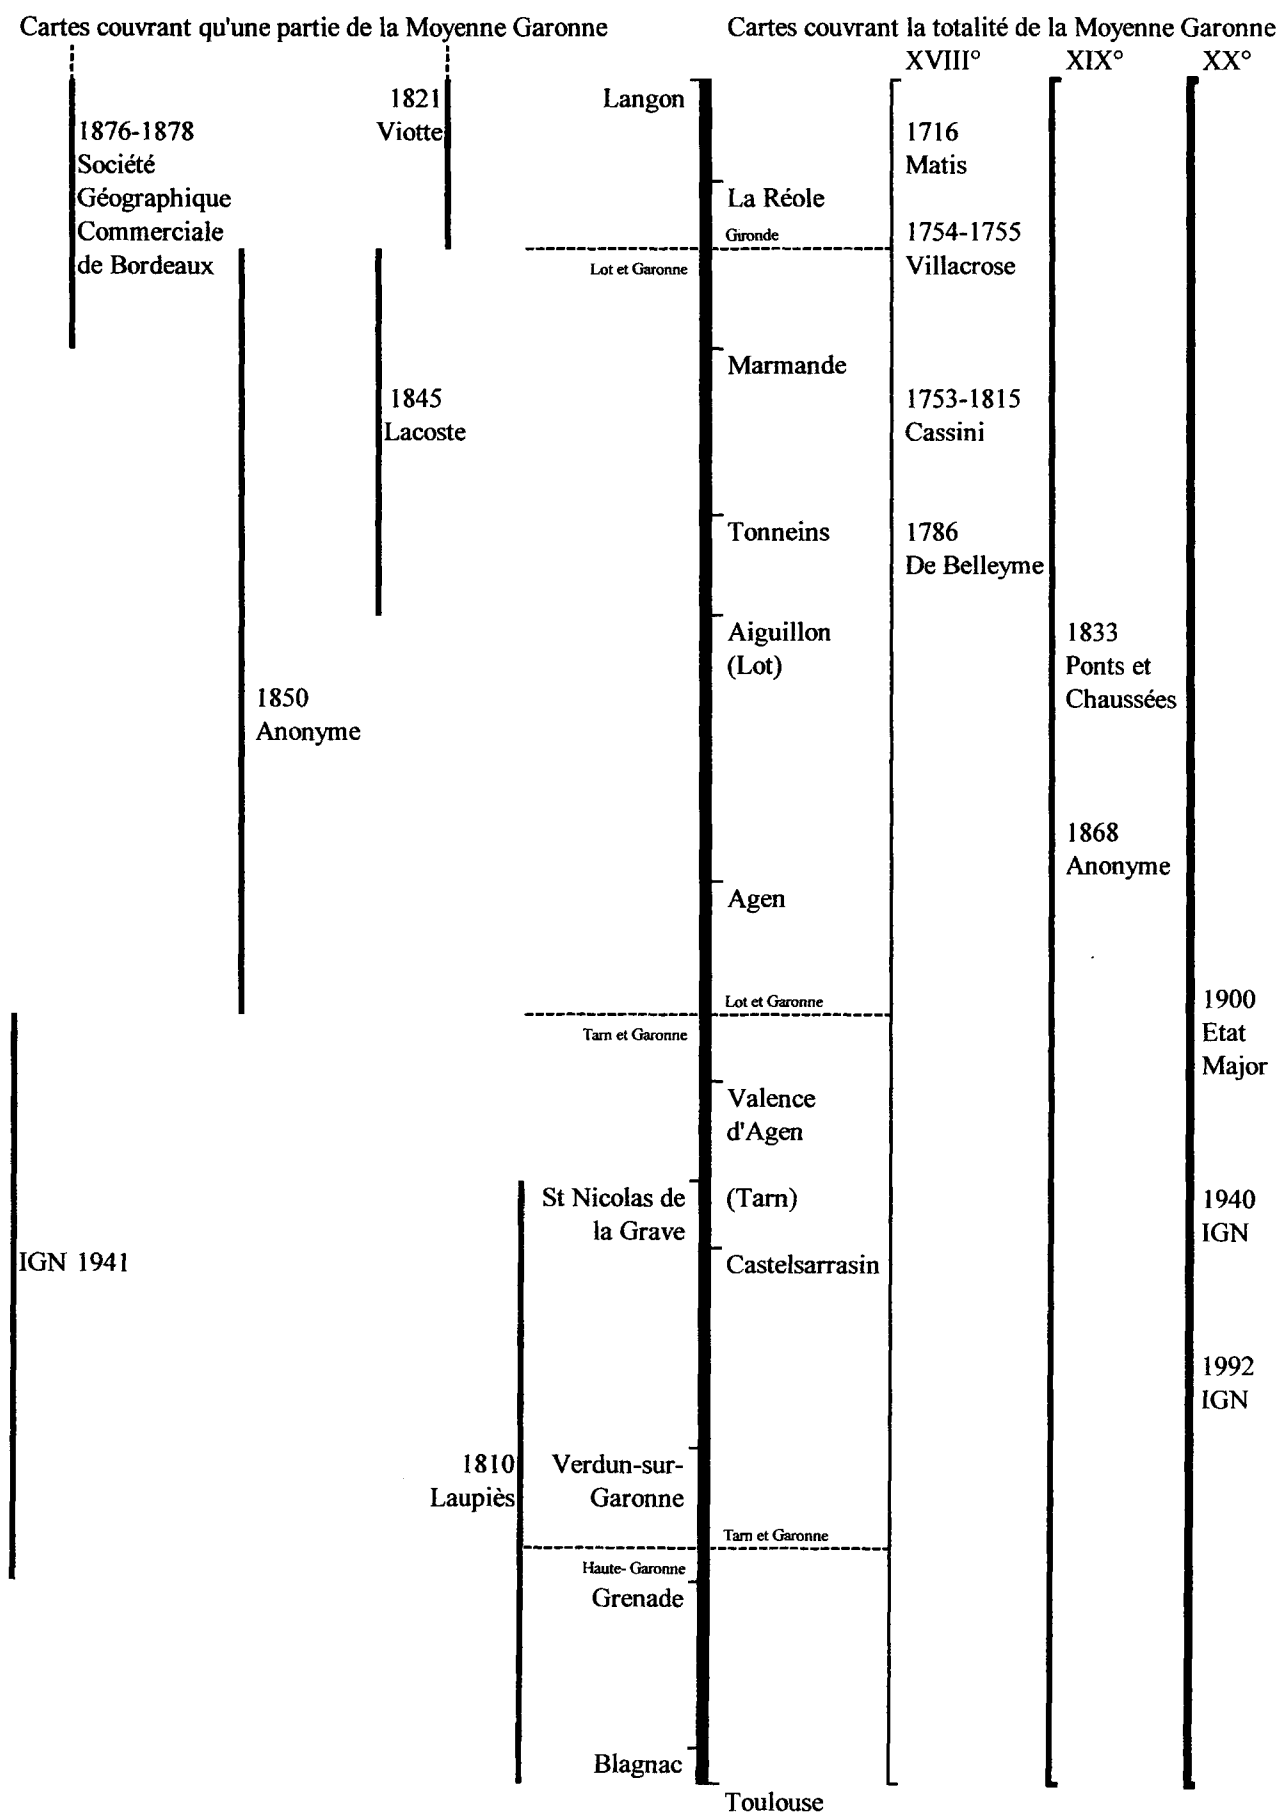 Cartes couvrant qu'une partie de la Moyenne Garonne
1876-1878
Société
Géographique
Commerciale
de Bordeaux
1821
Viotte
1845
Lacoste
1850
Anonyme
IGN 1941
1810
Laupiès
Cartes couvrant la totalité de la Moyenne Garonne
Langon
La Réole
Gironde
Lot et Garonne
Marmande
Tonneins
Aiguillon
(Lot)
Agen
Lot et Garonne
Tarn et Garonne
Valence
d'Agen
St Nicolas de
la Grave
(Tarn)
Castelsarrasin
Verdun-sur-
Garonne
Tarn et Garonne
Haute- Garonne
Grenade
Blagnac
Toulouse
XVIII°
1716
Matis
1754-1755
Villacrose
1753-1815
Cassini
1786
De Belleyme
XIX°
1833
Ponts et
Chaussées
1868
Anonyme
XX°
1900
Etat
Major
1940
IGN
1992
IGN